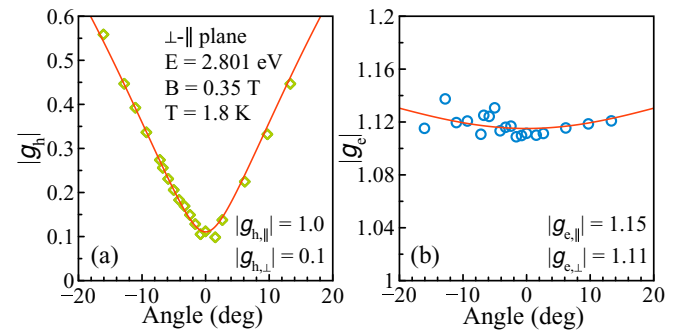 0.6
0.5
0.4
0.3
0.2
0.1
0
|g_h|
⊥-∥ plane
E = 2.801 eV
B = 0.35 T
T = 1.8 K
(a)
|g_h,∥| = 1.0
|g_h,⊥| = 0.1
−20 −10 0 10 20
Angle (deg)
1.2
1.16
1.12
1.08
1.04
1
|g_e|
(b)
|g_e,∥| = 1.15
|g_e,⊥| = 1.11
−20 −10 0 10 20
Angle (deg)